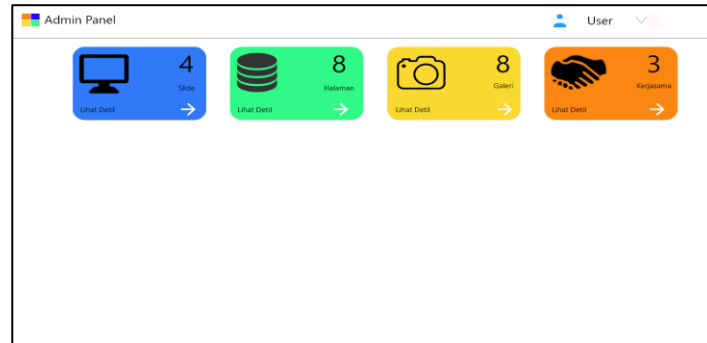 Admin Panel
User
4
Slide
Lihat Detil
8
Halaman
Lihat Detil
8
Galeri
Lihat Detil
3
Kerjasama
Lihat Detil